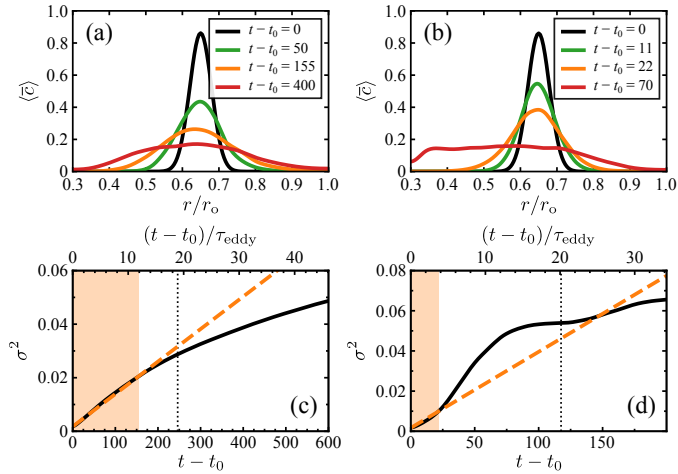 (a)
t − t₀ = 0
t − t₀ = 50
t − t₀ = 155
t − t₀ = 400
⟨c̅⟩
1.0
0.8
0.6
0.4
0.2
0
0.3 0.4 0.5 0.6 0.7 0.8 0.9 1.0
r/rₒ
(b)
t − t₀ = 0
t − t₀ = 11
t − t₀ = 22
t − t₀ = 70
⟨c̅⟩
1.0
0.8
0.6
0.4
0.2
0
0.3 0.4 0.5 0.6 0.7 0.8 0.9 1.0
r/rₒ
(t − t₀)/τ_eddy
0 10 20 30 40
0.06
0.04
0.02
0
σ²
(c)
0 100 200 300 400 500 600
t − t₀
(t − t₀)/τ_eddy
0 10 20 30
0.08
0.06
0.04
0.02
0
σ²
(d)
0 50 100 150
t − t₀